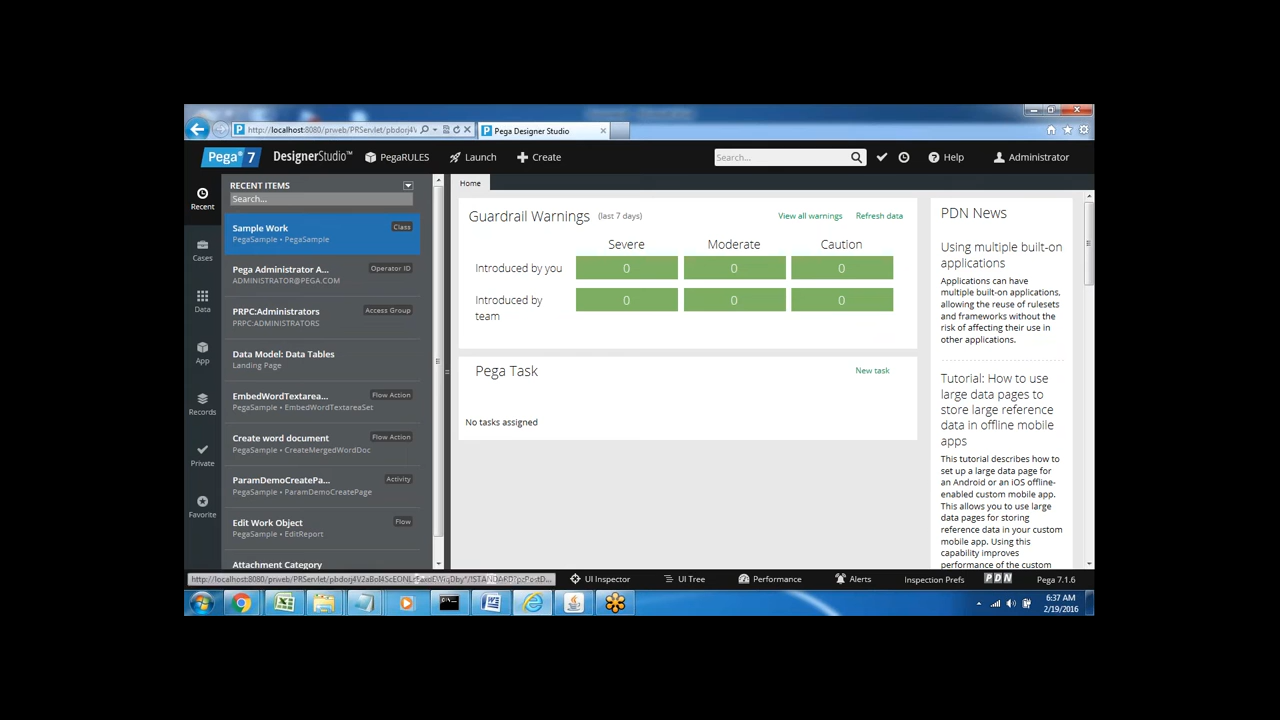 http://localhost:8080/prweb/PRServlet/pbdorj4V
Pega Designer Studio
Pega 7
DesignerStudio™
PegaRULES
Launch
Create
Search...
Help
Administrator
Recent
Cases
Data
App
Records
Private
Favorite
RECENT ITEMS
Search...
Sample Work
Class
PegaSample • PegaSample
Pega Administrator A...
Operator ID
ADMINISTRATOR@PEGA.COM
PRPC:Administrators
Access Group
PRPC:ADMINISTRATORS
Data Model: Data Tables
Landing Page
EmbedWordTextarea...
Flow Action
PegaSample • EmbedWordTextareaSet
Create word document
Flow Action
PegaSample • CreateMergedWordDoc
ParamDemoCreatePa...
Activity
PegaSample • ParamDemoCreatePage
Edit Work Object
Flow
PegaSample • EditReport
Attachment Category
Home
Guardrail Warnings
(last 7 days)
View all warnings
Refresh data
Severe
Moderate
Caution
Introduced by you
0
0
0
Introduced by
team
0
0
0
Pega Task
New task
No tasks assigned
PDN News
Using multiple built-on
applications
Applications can have
multiple built-on applications,
allowing the reuse of rulesets
and frameworks without the
risk of affecting their use in
other applications.
Tutorial: How to use
large data pages to
store large reference
data in offline mobile
apps
This tutorial describes how to
set up a large data page for
an Android or an iOS offline-
enabled custom mobile app.
This allows you to use large
data pages for storing
reference data in your custom
mobile app. Using this
capability improves
performance of the custom
UI Inspector
UI Tree
Performance
Alerts
Inspection Prefs
PDN
Pega 7.1.6
6:37 AM
2/19/2016